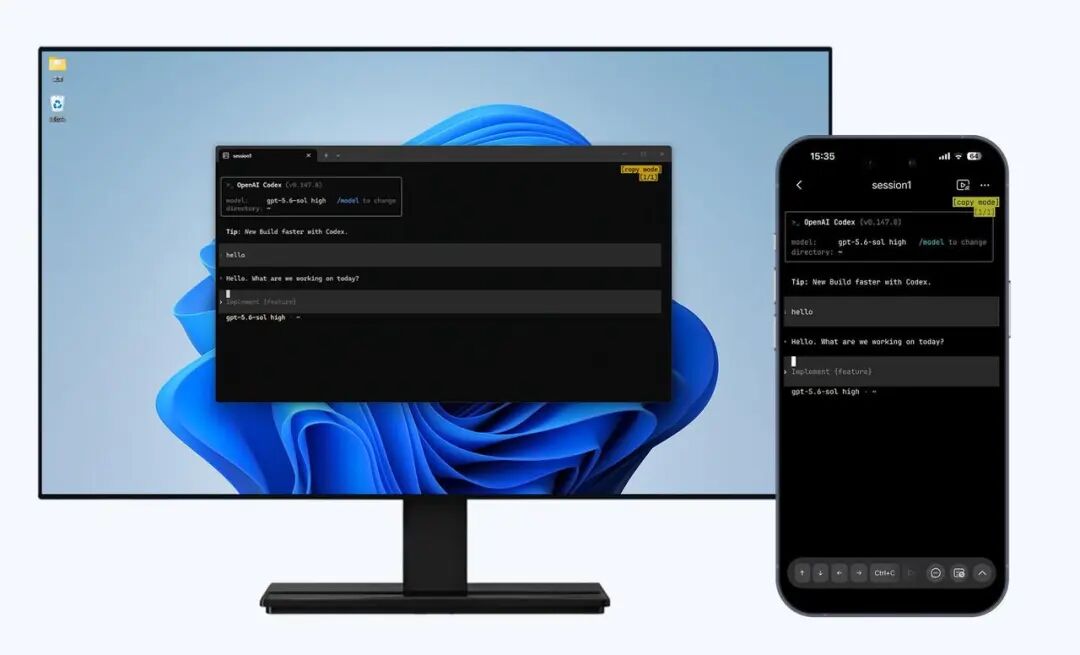 session1
[copy mode]
[1/1]
>_ OpenAI Codex (v0.147.0)
model: gpt-5.6-sol high /model to change
directory: ~
Tip: New Build faster with Codex.
hello
Hello. What are we working on today?
Implement {feature}
gpt-5.6-sol high · ~
15:35
64
session1
[copy mode]
[1/1]
>_ OpenAI Codex (v0.147.0)
model: gpt-5.6-sol high /model to change
directory: ~
Tip: New Build faster with Codex.
hello
Hello. What are we working on today?
Implement {feature}
gpt-5.6-sol high · ~
Ctrl+C